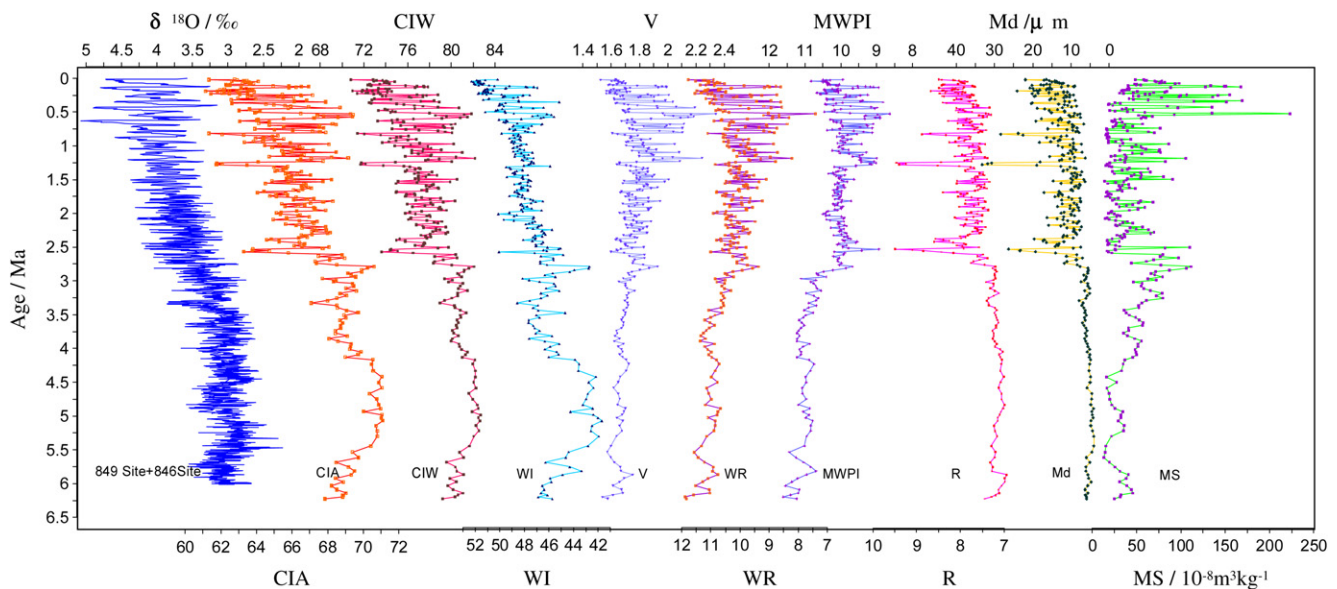 δ ¹⁸O / ‰ CIW V MWPI Md /μ m
5 4.5 4 3.5 3 2.5 2 68 72 76 80 84 1.4 1.6 1.8 2 2.2 2.4 12 11 10 9 8 40 30 20 10 5 0
0
0.5
1
1.5
2
2.5
3
3.5
4
4.5
5
5.5
6
6.5
Age / Ma
849 Site+846Site CIA CIW WI V WR MWPI R Md MS
60 62 64 66 68 70 72 52 50 48 46 44 42 12 11 10 9 8 7 10 9 8 7 0 50 100 150 200 250
CIA WI WR R MS / 10⁻⁸m³kg⁻¹